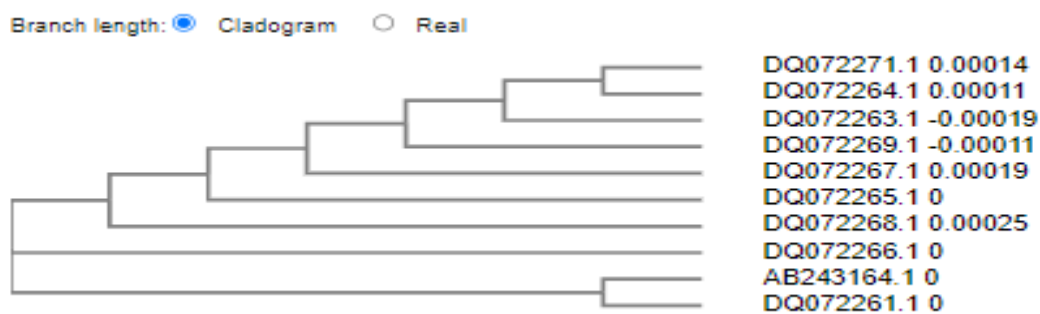 Branch length: Cladogram Real
DQ072271.1 0.00014
DQ072264.1 0.00011
DQ072263.1 -0.00019
DQ072269.1 -0.00011
DQ072267.1 0.00019
DQ072265.1 0
DQ072268.1 0.00025
DQ072266.1 0
AB243164.1 0
DQ072261.1 0